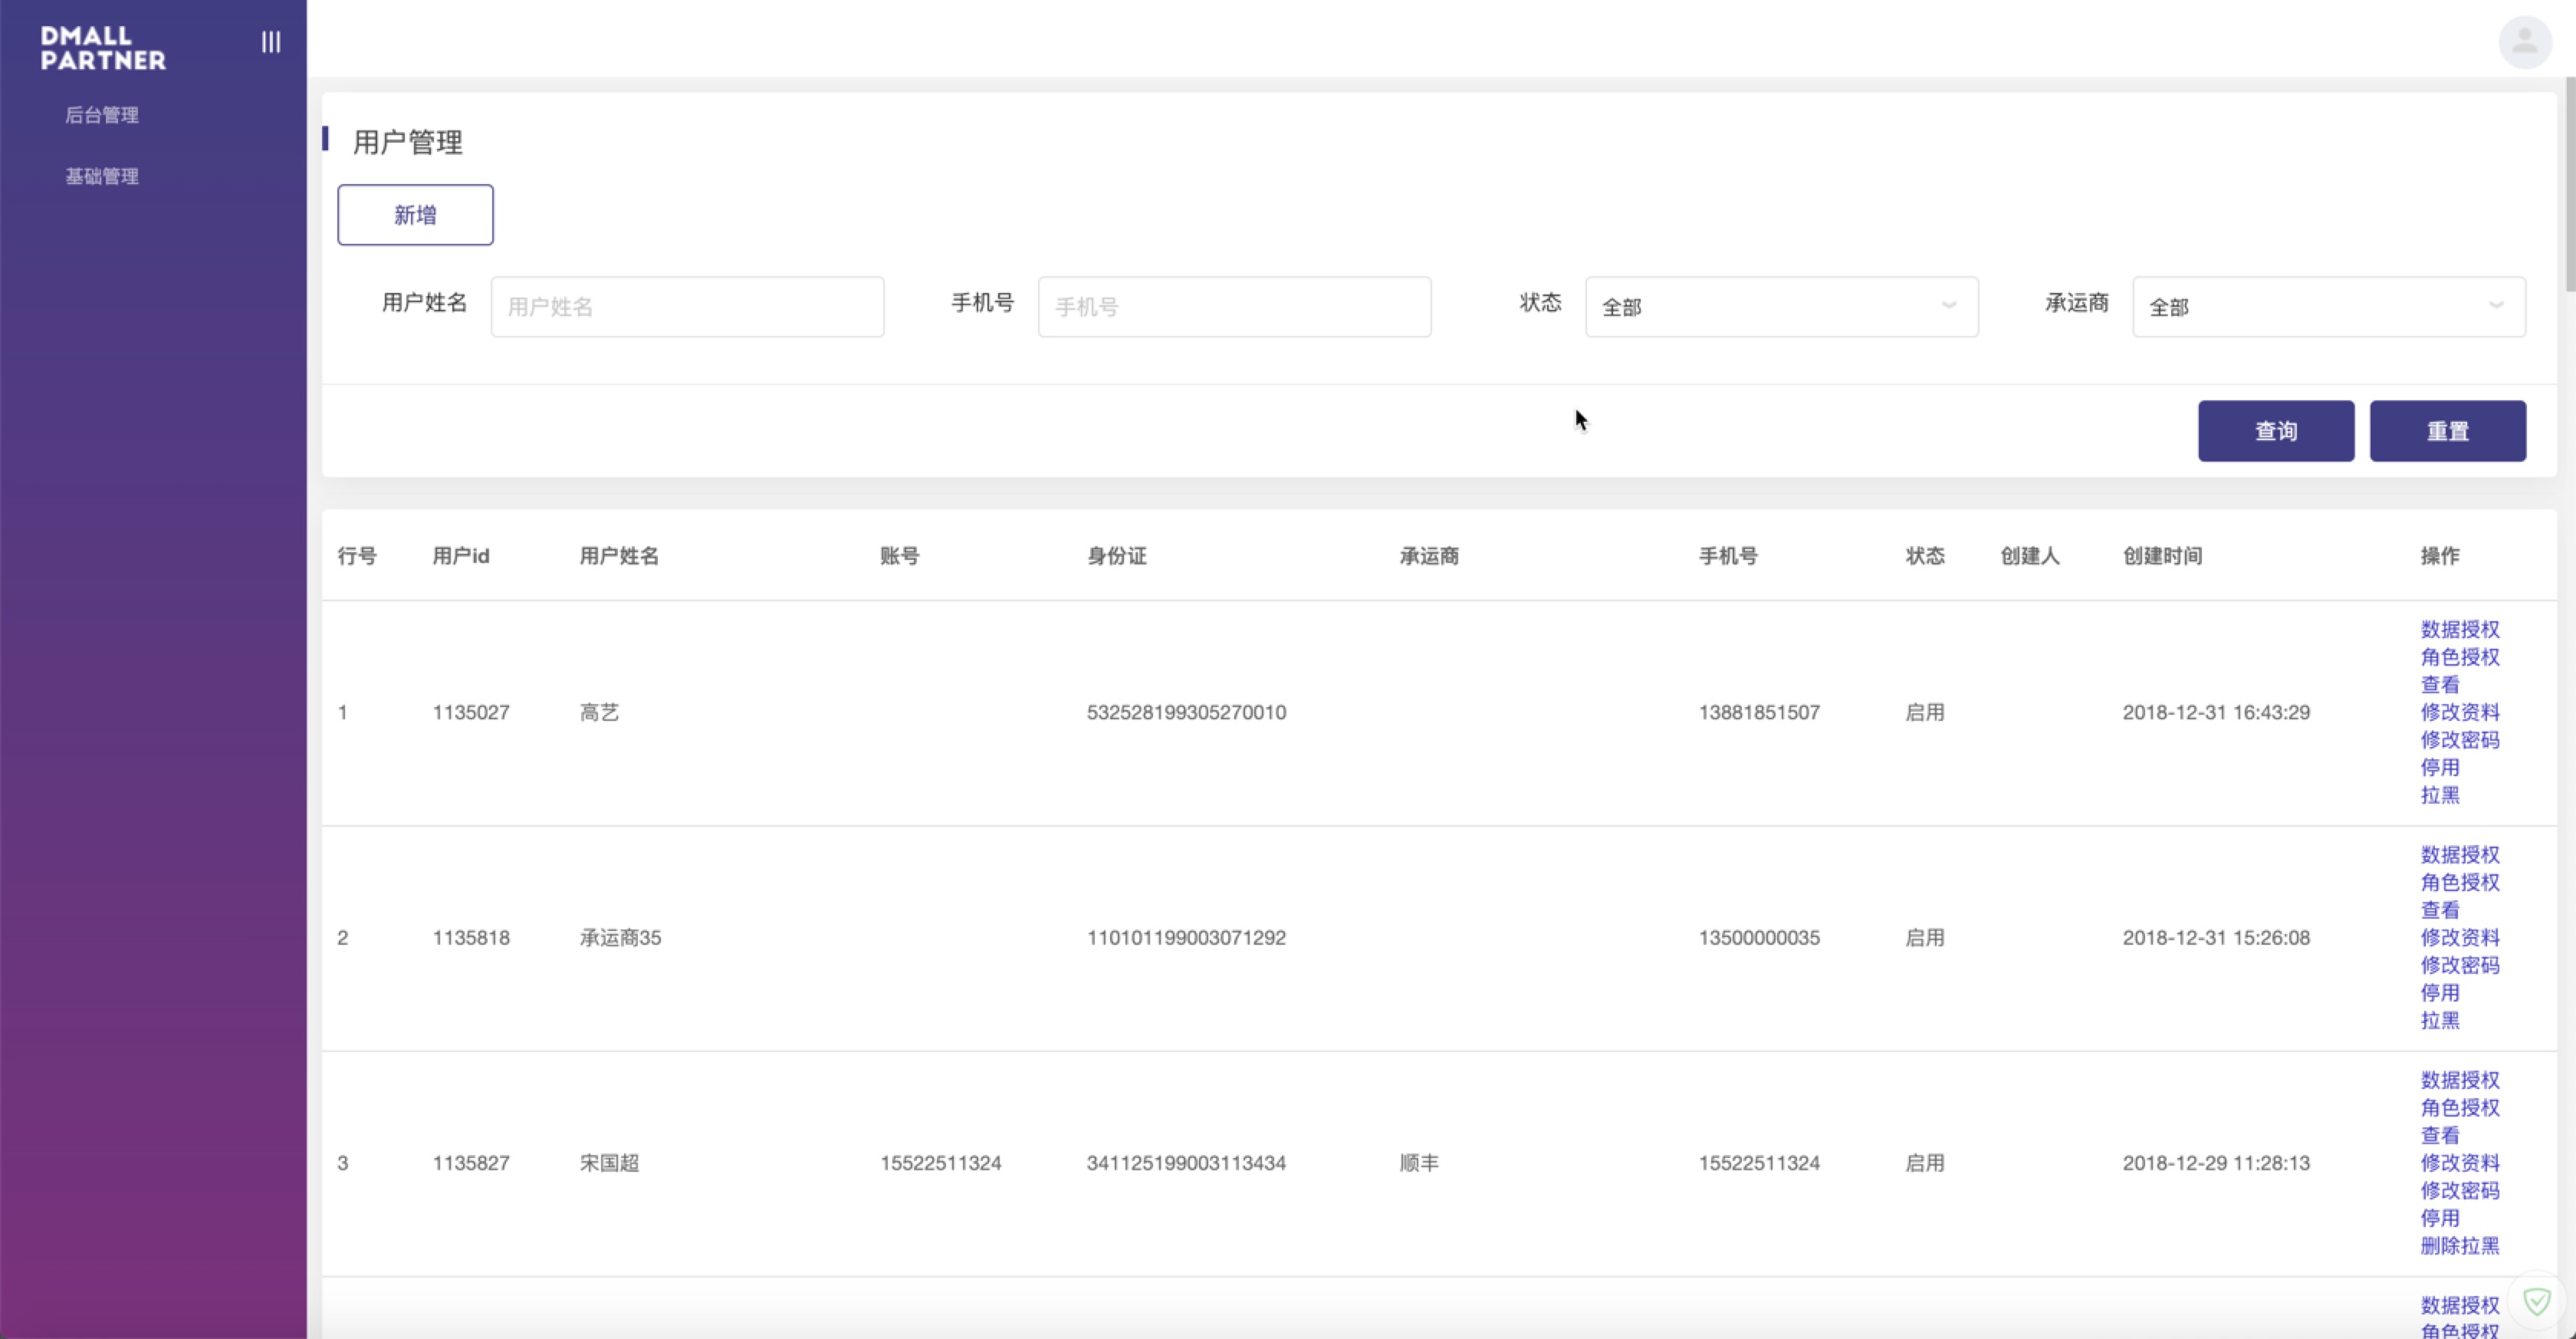 DMALL
PARTNER
后台管理
基础管理
用户管理
新增
用户姓名 用户姓名 手机号 手机号 状态 全部 承运商 全部
查询 重置
行号 用户id 用户姓名 账号 身份证 承运商 手机号 状态 创建人 创建时间 操作
数据授权
角色授权
查看
1 1135027 高艺 532528199305270010 13881851507 启用 2018-12-31 16:43:29 修改资料
修改密码
停用
拉黑
数据授权
角色授权
查看
2 1135818 承运商35 110101199003071292 13500000035 启用 2018-12-31 15:26:08 修改资料
修改密码
停用
拉黑
数据授权
角色授权
查看
3 1135827 宋国超 15522511324 341125199003113434 顺丰 15522511324 启用 2018-12-29 11:28:13 修改资料
修改密码
停用
删除拉黑
数据授权
角色授权